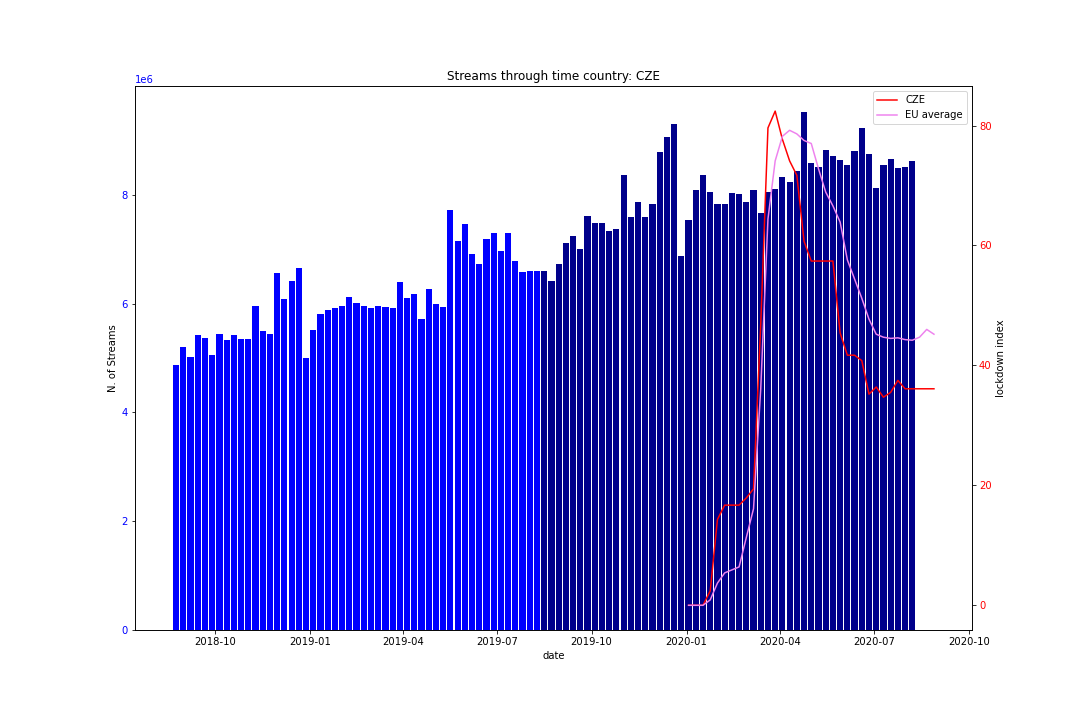 Streams through time country: CZE
1e6
CZE
EU average
8
6
4
2
0
N. of Streams
80
60
40
20
0
lockdown index
2018-10 2019-01 2019-04 2019-07 2019-10 2020-01 2020-04 2020-07 2020-10
date